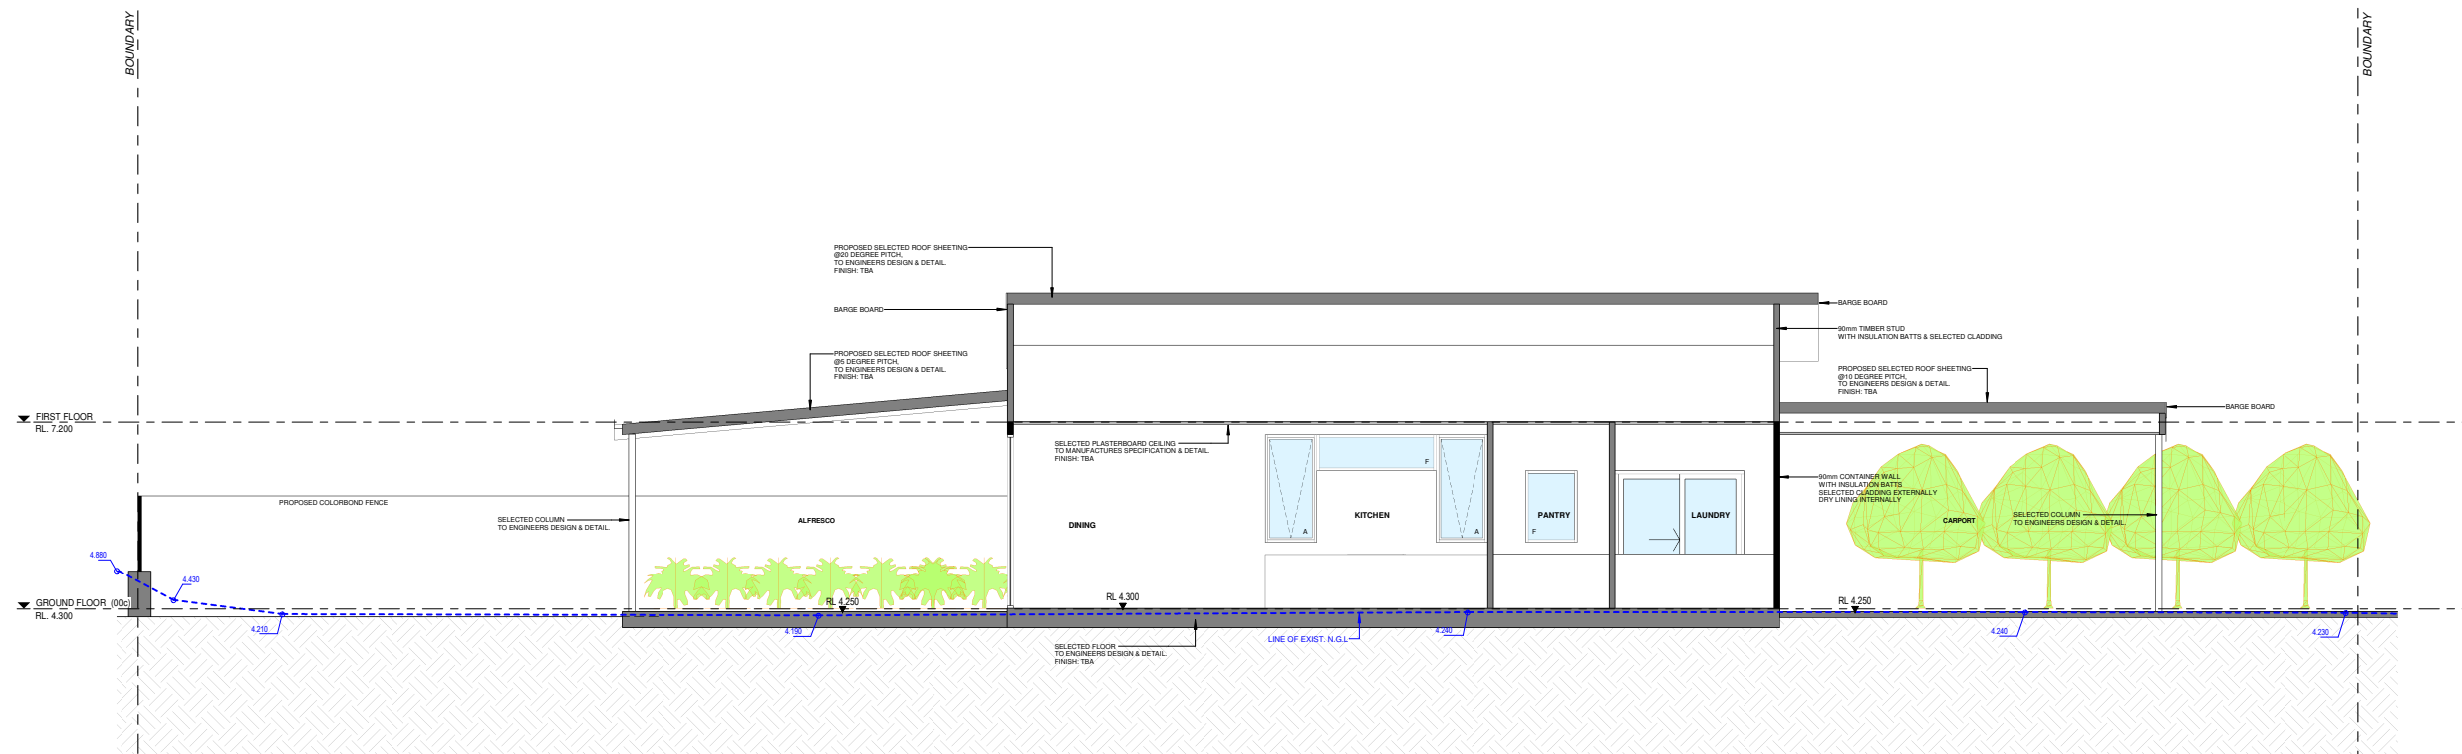 BOUNDARY
BOUNDARY
PROPOSED SELECTED ROOF SHEETING
@20 DEGREE PITCH,
TO ENGINEERS DESIGN & DETAIL.
FINISH: TBA
BARGE BOARD
BARGE BOARD
90mm TIMBER STUD
WITH INSULATION BATTS & SELECTED CLADDING
PROPOSED SELECTED ROOF SHEETING
@5 DEGREE PITCH,
TO ENGINEERS DESIGN & DETAIL.
FINISH: TBA
PROPOSED SELECTED ROOF SHEETING
@10 DEGREE PITCH,
TO ENGINEERS DESIGN & DETAIL.
FINISH: TBA
BARGE BOARD
FIRST FLOOR
RL. 7.200
SELECTED PLASTERBOARD CEILING
TO MANUFACTURES SPECIFICATION & DETAIL.
FINISH: TBA
F
A
A
90mm CONTAINER WALL
WITH INSULATION BATTS
SELECTED CLADDING EXTERNALLY
DRY LINING INTERNALLY
PROPOSED COLORBOND FENCE
SELECTED COLUMN
TO ENGINEERS DESIGN & DETAIL.
ALFRESCO
DINING
KITCHEN
PANTRY
F
LAUNDRY
CARPORT
SELECTED COLUMN
TO ENGINEERS DESIGN & DETAIL.
4.880
4.430
GROUND FLOOR (00c)
RL. 4.300
RL 4.250
RL 4.300
RL 4.250
4.210
4.190
LINE OF EXIST. N.G.L
4.240
4.240
4.230
SELECTED FLOOR
TO ENGINEERS DESIGN & DETAIL.
FINISH: TBA